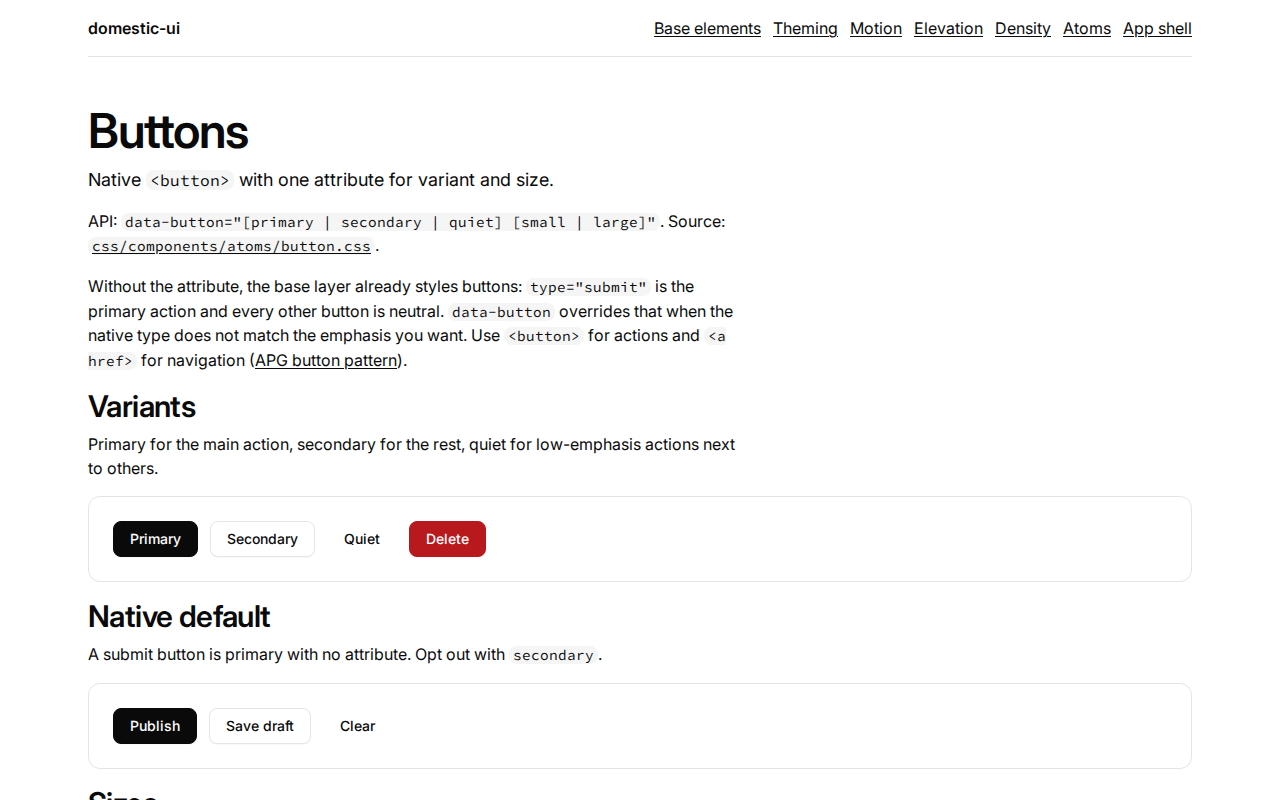 domestic-ui
Base elements Theming Motion Elevation Density Atoms App shell
Buttons
Native <button> with one attribute for variant and size.
API: data-button="[primary | secondary | quiet] [small | large]". Source:
css/components/atoms/button.css.
Without the attribute, the base layer already styles buttons: type="submit" is the
primary action and every other button is neutral. data-button overrides that when the
native type does not match the emphasis you want. Use <button> for actions and <a
href> for navigation (APG button pattern).
Variants
Primary for the main action, secondary for the rest, quiet for low-emphasis actions next
to others.
Primary Secondary Quiet Delete
Native default
A submit button is primary with no attribute. Opt out with secondary.
Publish Save draft Clear
Sizes